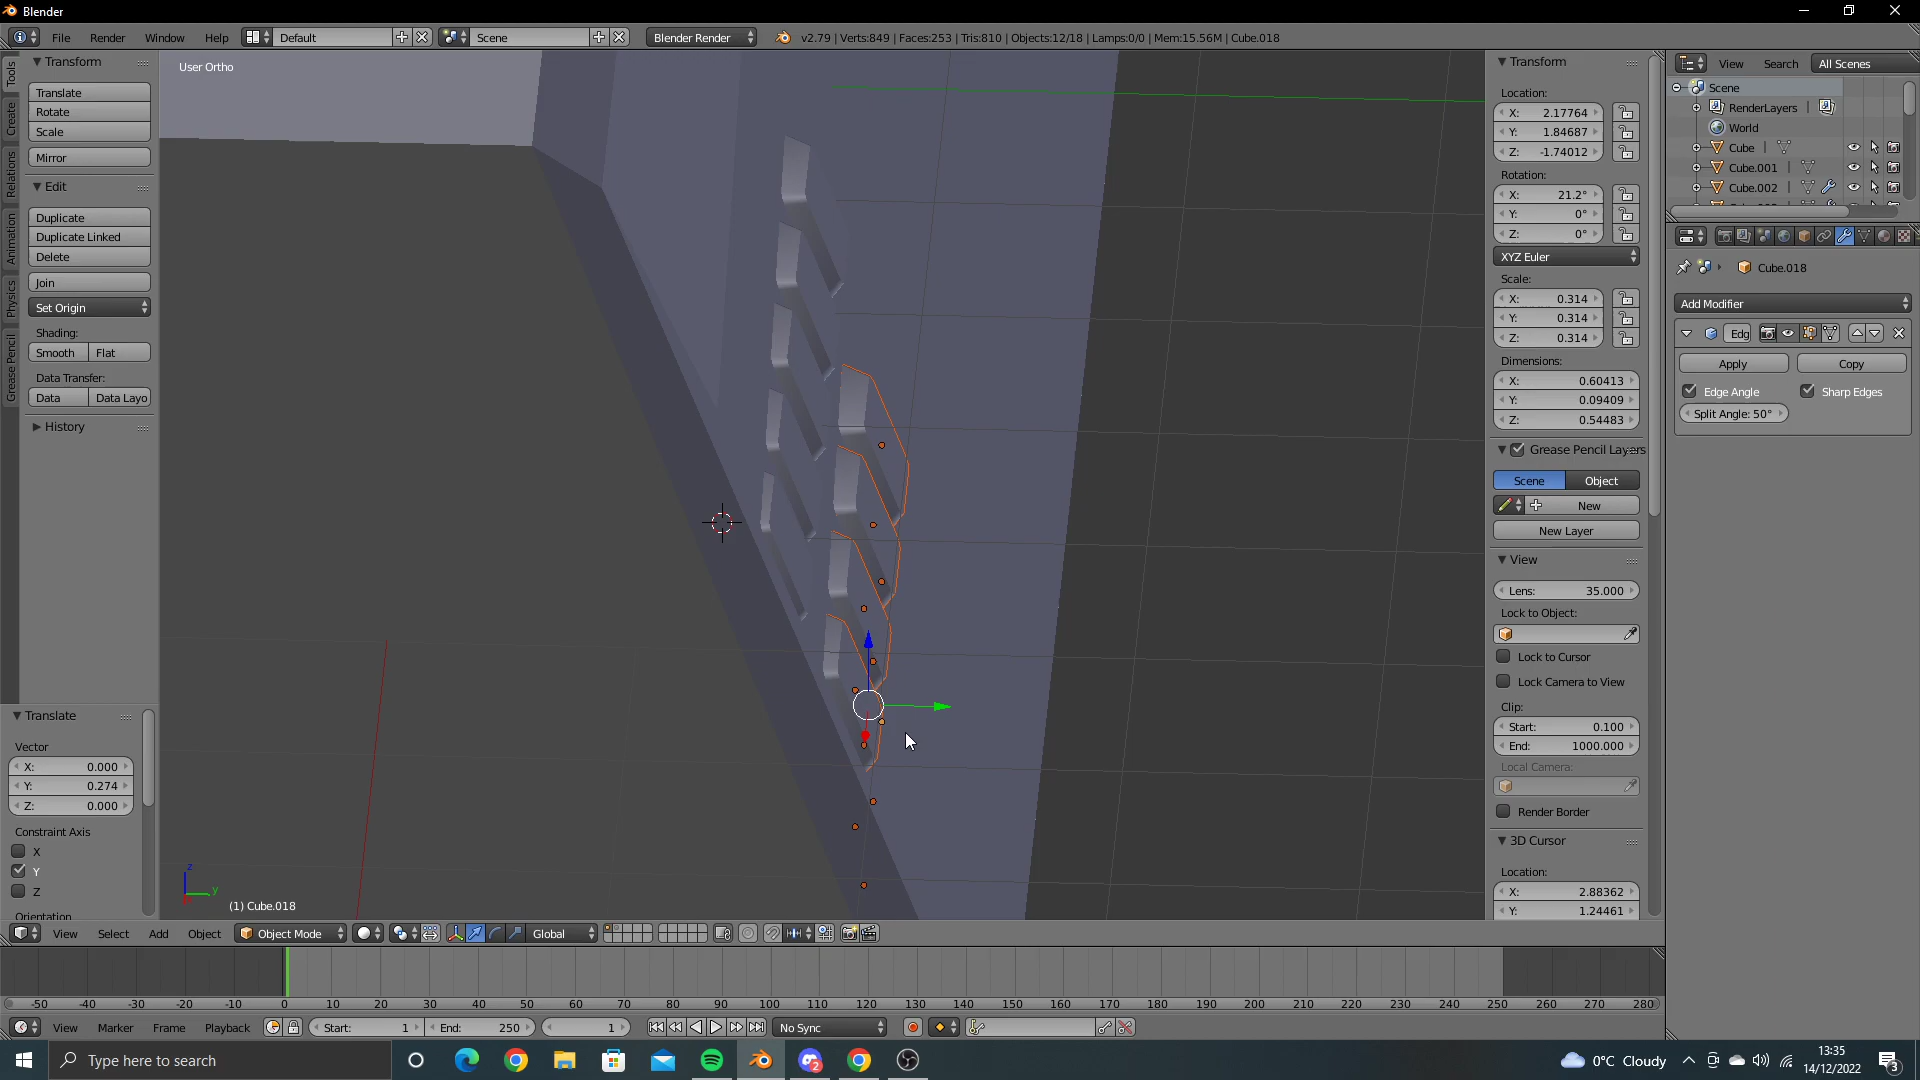 Blender
File Render Window Help Default Scene Blender Render v2.79 | Verts:849 | Faces:253 | Tris:810 | Objects:12/18 | Lamps:0/0 | Mem:15.56M | Cube.018
Tools
Create
Relations
Animation
Physics
Grease Pencil
Transform
Translate
Rotate
Scale
Mirror
Edit
Duplicate
Duplicate Linked
Delete
Join
Set Origin
Shading:
Smooth Flat
Data Transfer:
Data Data Layo
History
Translate
Vector
X: 0.000
Y: 0.274
Z: 0.000
Constraint Axis
X
Y
Z
Orientation
User Ortho
z
y
(1) Cube.018
Transform
Location:
X: 2.17764
Y: 1.84687
Z: -1.74012
Rotation:
X: 21.2°
Y: 0°
Z: 0°
XYZ Euler
Scale:
X: 0.314
Y: 0.314
Z: 0.314
Dimensions:
X: 0.60413
Y: 0.09409
Z: 0.54483
Grease Pencil Layers
Scene Object
New
New Layer
View
Lens: 35.000
Lock to Object:
Lock to Cursor
Lock Camera to View
Clip:
Start: 0.100
End: 1000.000
Local Camera:
Render Border
3D Cursor
Location:
X: 2.88362
Y: 1.24461
View Search All Scenes
Scene
RenderLayers |
World
Cube |
Cube.001 |
Cube.002 |
Cube.018
Add Modifier
Edg
Apply Copy
Edge Angle Sharp Edges
Split Angle: 50°
View Select Add Object Object Mode Global
-50 -40 -30 -20 -10 0 10 20 30 40 50 60 70 80 90 100 110 120 130 140 150 160 170 180 190 200 210 220 230 240 250 260 270 280
View Marker Frame Playback Start: 1 End: 250 1 No Sync
Type here to search
2
0°C Cloudy
13:35
14/12/2022
3